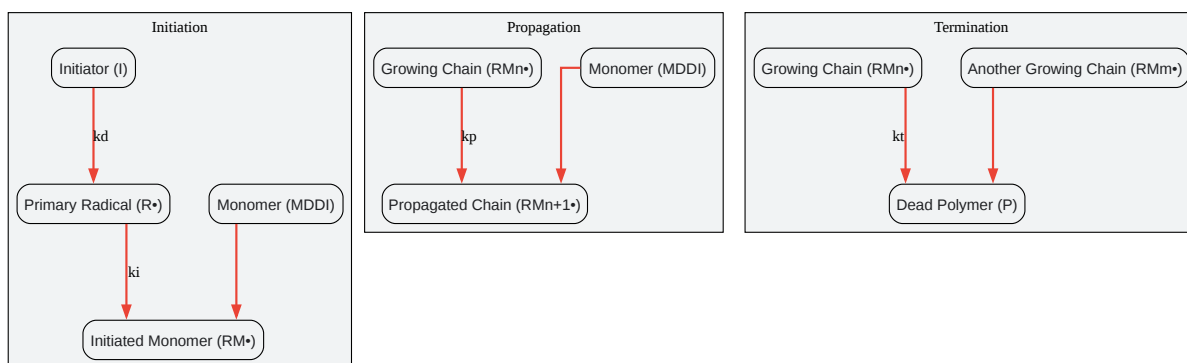 Initiation
Initiator (I)
kd
Primary Radical (R•)
Monomer (MDDI)
ki
Initiated Monomer (RM•)
Propagation
Growing Chain (RMn•)
Monomer (MDDI)
kp
Propagated Chain (RMn+1•)
Termination
Growing Chain (RMn•)
Another Growing Chain (RMm•)
kt
Dead Polymer (P)